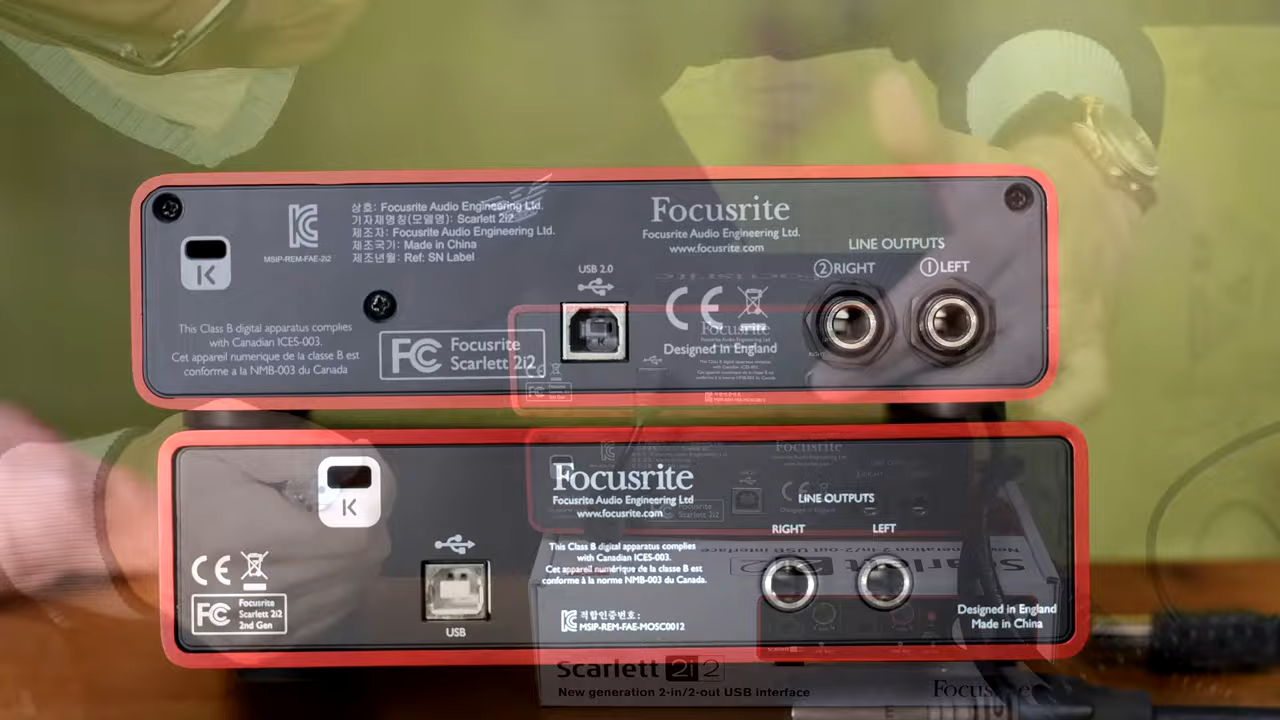 상호: Focusrite Audio Engineering Ltd.
기자재명칭(모델명): Scarlett 2i2
제조자: Focusrite Audio Engineering Ltd.
제조국가: Made in China
제조년월: Ref: SN Label
MSIP-REM-FAE-2i2
K
Focusrite
Focusrite Audio Engineering Ltd.
www.focusrite.com
LINE OUTPUTS
2 RIGHT
1 LEFT
USB 2.0
CE
Designed in England
This Class B digital apparatus complies
with Canadian ICES-003.
Cet appareil numerique de la classe B est
conforme a la NMB-003 du Canada
FC
Focusrite
Scarlett 2i2
K
Focusrite
Focusrite Audio Engineering Ltd
www.focusrite.com
LINE OUTPUTS
RIGHT
LEFT
CE
FC
Focusrite
Scarlett 2i2
2nd Gen
USB
This Class B digital apparatus complies
with Canadian ICES-003.
Cet appareil numérique de la classe B est
conforme à la norme NMB-003 du Canada.
적합인증번호:
MSIP-REM-FAE-MOSC0012
Designed in England
Made in China
Scarlett 2i2
New generation 2-in/2-out USB interface
Focusrite